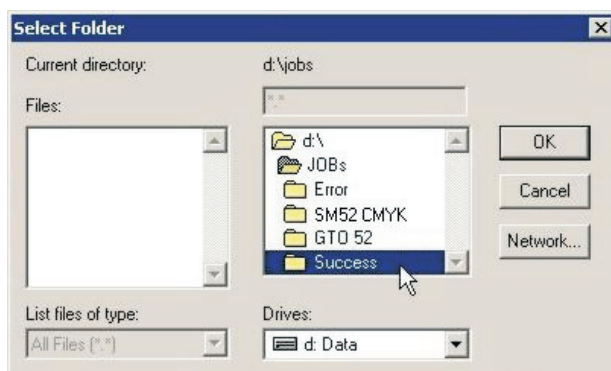 Select Folder
Current directory:
d:\jobs
Files:
*.*
d:\
JOBs
Error
SM52 CMYK
GTO 52
Success
OK
Cancel
Network...
List files of type:
All Files (*.*)
Drives:
d: Data